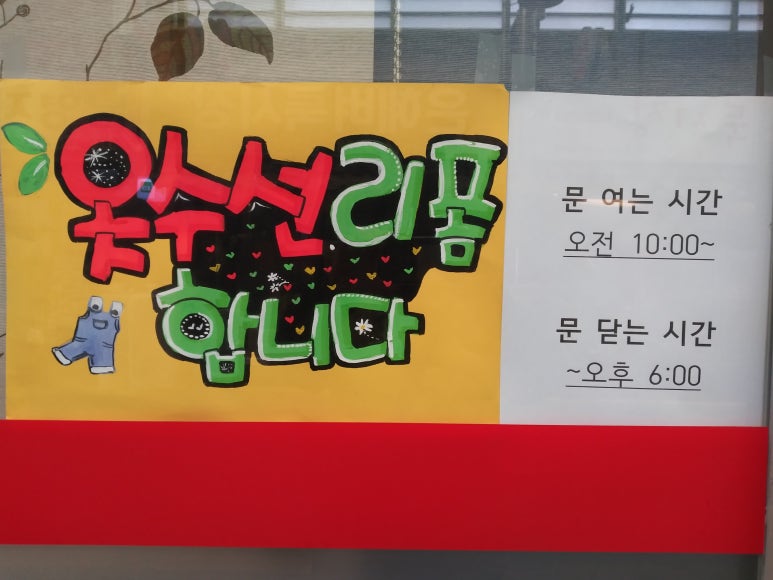 옷수선리폼
합니다
문 여는 시간
오전 10:00~
문 닫는 시간
~오후 6:00